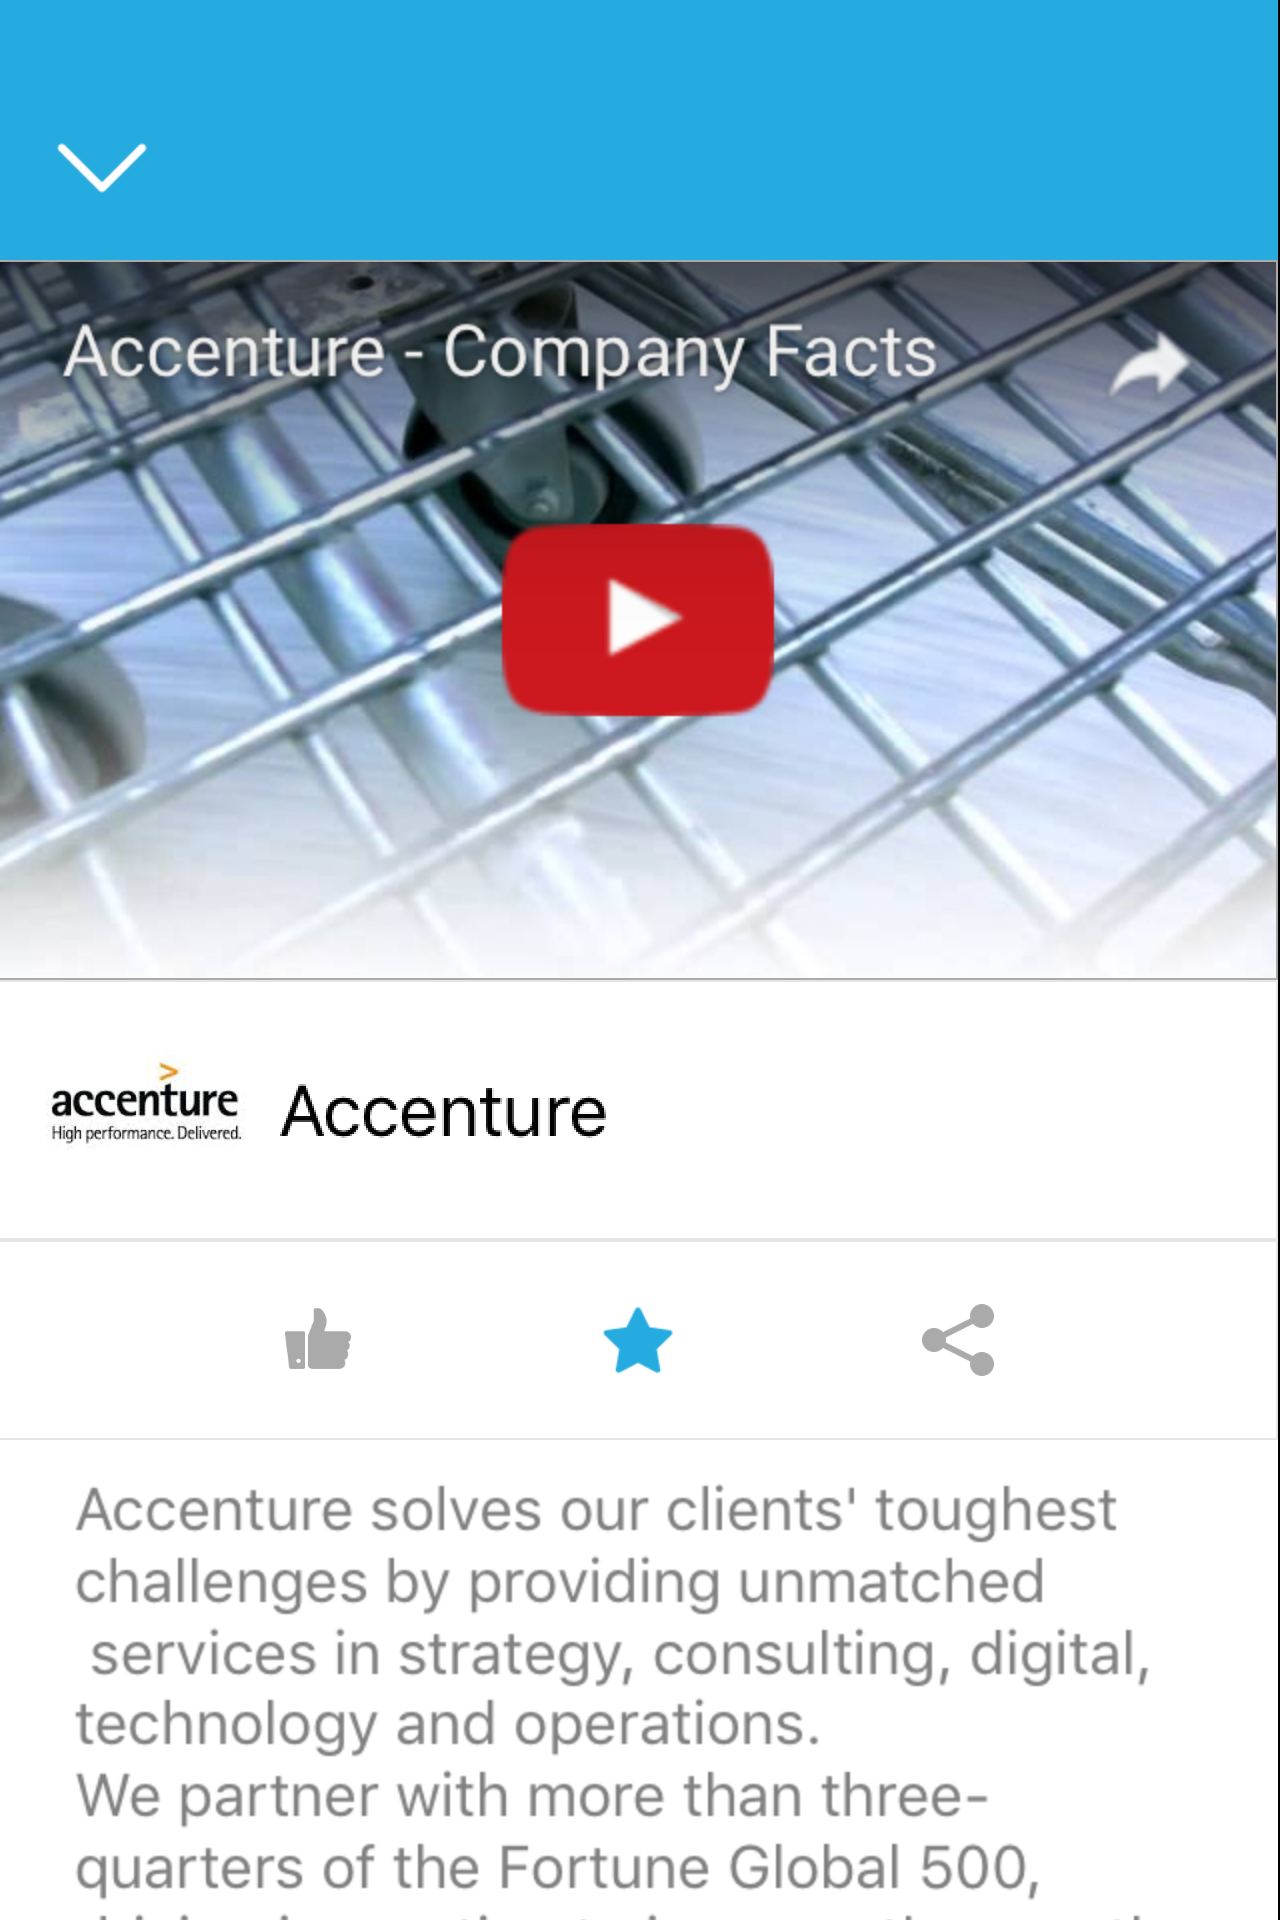 Accenture - Company Facts
accenture
High performance. Delivered.
Accenture
Accenture solves our clients' toughest
challenges by providing unmatched
services in strategy, consulting, digital,
technology and operations.
We partner with more than three-
quarters of the Fortune Global 500,